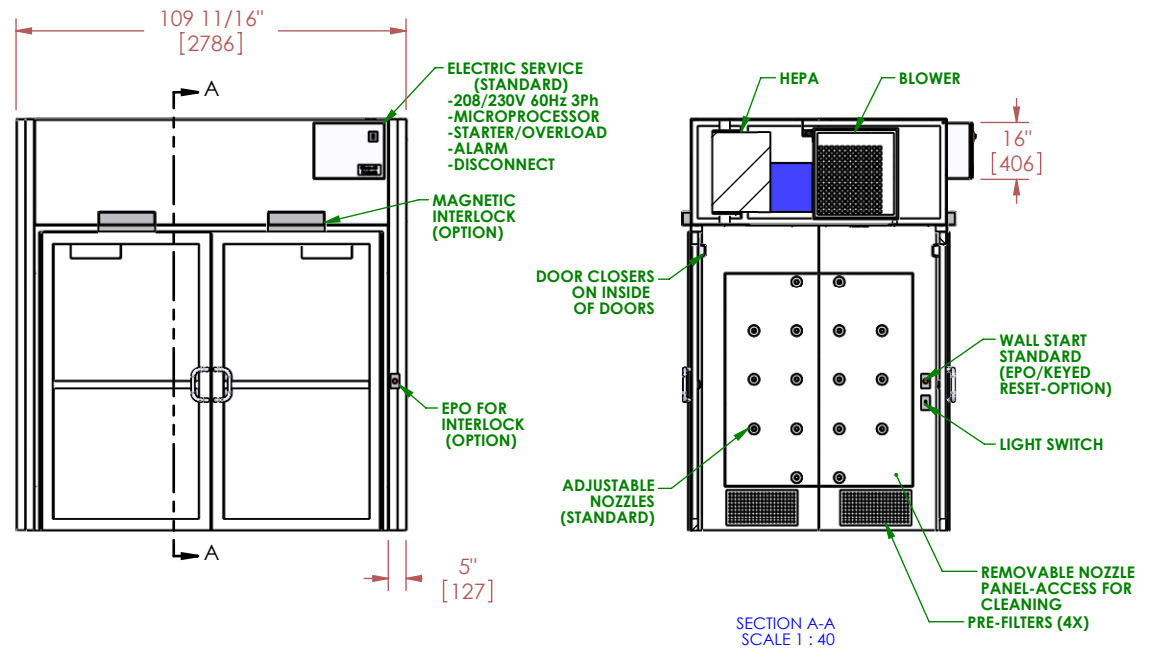 109 11/16"
[2786]
A
ELECTRIC SERVICE
(STANDARD)
-208/230V 60Hz 3Ph
-MICROPROCESSOR
-STARTER/OVERLOAD
-ALARM
-DISCONNECT
MAGNETIC
INTERLOCK
(OPTION)
EPO FOR
INTERLOCK
(OPTION)
A
5"
[127]
HEPA
BLOWER
16"
[406]
DOOR CLOSERS
ON INSIDE
OF DOORS
WALL START
STANDARD
(EPO/KEYED
RESET-OPTION)
LIGHT SWITCH
ADJUSTABLE
NOZZLES
(STANDARD)
REMOVABLE NOZZLE
PANEL-ACCESS FOR
CLEANING
PRE-FILTERS (4X)
SECTION A-A
SCALE 1 : 40